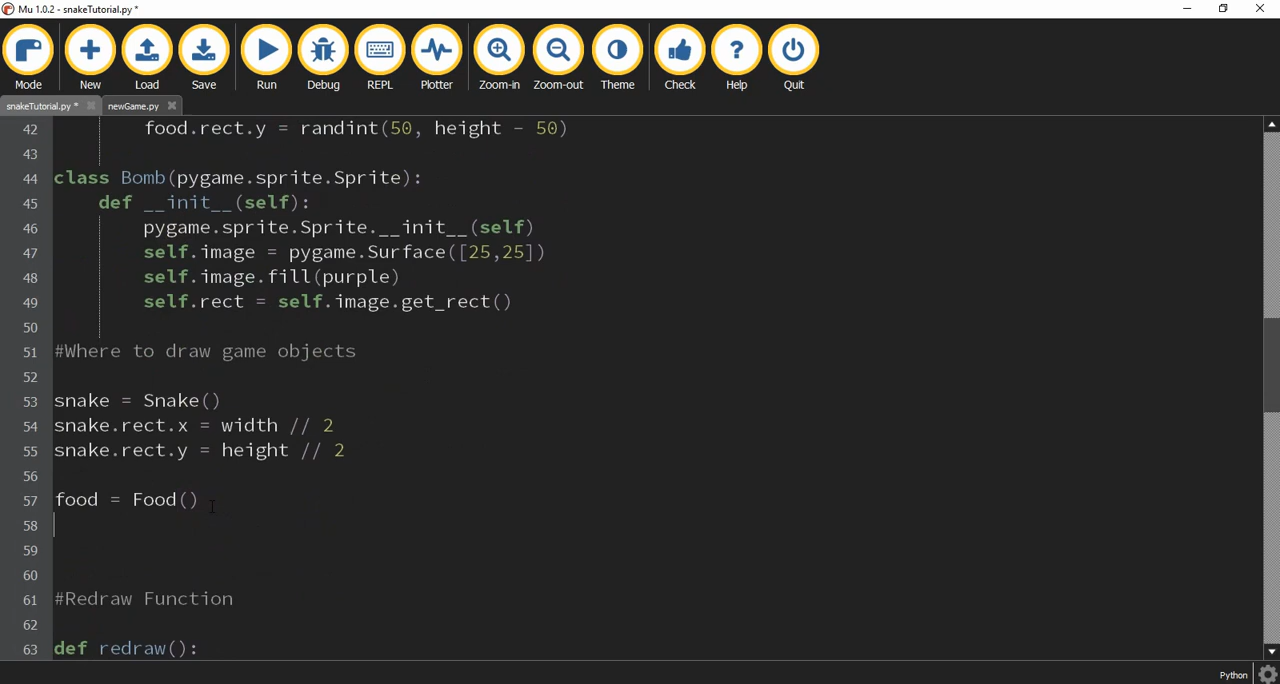 Mu 1.0.2 - snakeTutorial.py *
Mode New Load Save Run Debug REPL Plotter Zoom-in Zoom-out Theme Check Help Quit
snakeTutorial.py * newGame.py
42 food.rect.y = randint(50, height - 50)
43
44 class Bomb(pygame.sprite.Sprite):
45 def __init__(self):
46 pygame.sprite.Sprite.__init__(self)
47 self.image = pygame.Surface([25,25])
48 self.image.fill(purple)
49 self.rect = self.image.get_rect()
50
51 #Where to draw game objects
52
53 snake = Snake()
54 snake.rect.x = width // 2
55 snake.rect.y = height // 2
56
57 food = Food()
58
59
60
61 #Redraw Function
62
63 def redraw():
Python